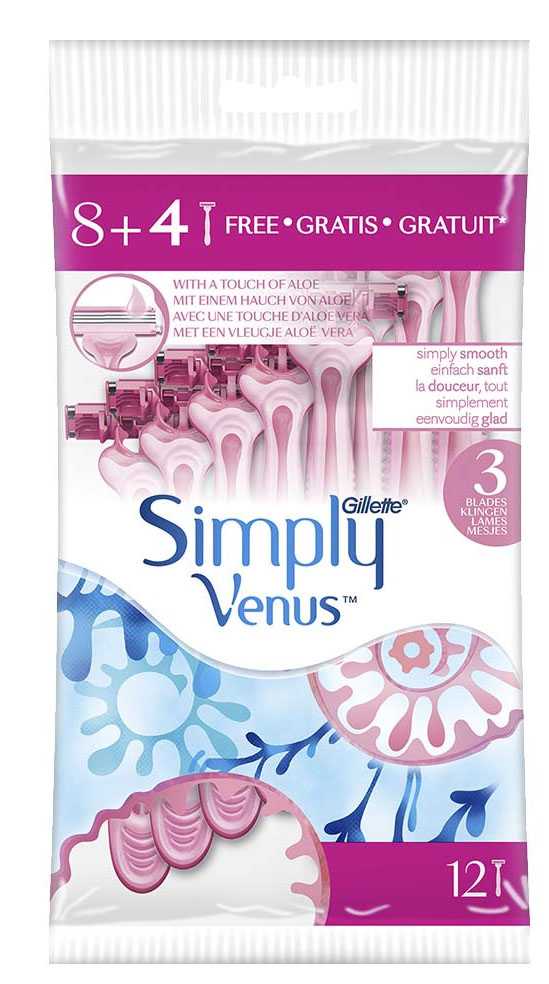 8+4 FREE • GRATIS • GRATUIT*
WITH A TOUCH OF ALOE
MIT EINEM HAUCH VON ALOE
AVEC UNE TOUCHE D'ALOE VERA
MET EEN VLEUGJE ALOË VERA
simply smooth
einfach sanft
la douceur, tout
simplement
eenvoudig glad
3
BLADES
KLINGEN
LAMES
MESJES
Gillette®
Simply
Venus™
12